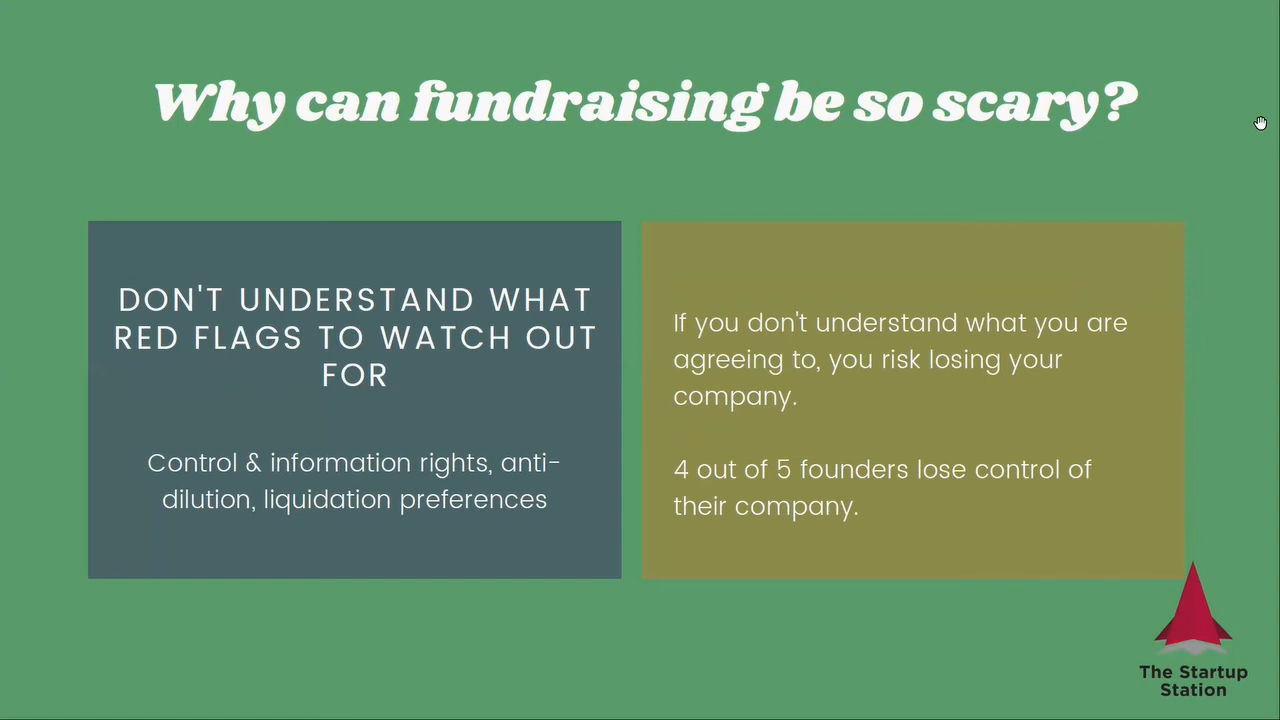 Why can fundraising be so scary?
DON'T UNDERSTAND WHAT
RED FLAGS TO WATCH OUT
FOR
Control & information rights, anti-
dilution, liquidation preferences
If you don't understand what you are
agreeing to, you risk losing your
company.
4 out of 5 founders lose control of
their company.
The Startup
Station